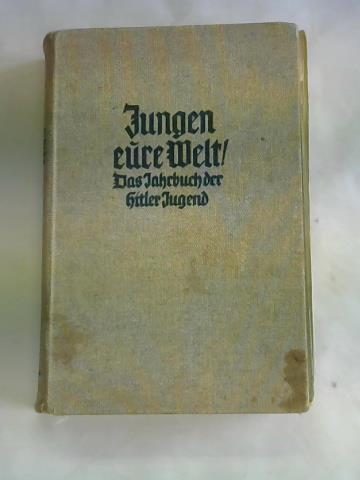 Jungen
eure Welt!
Das Jahrbuch der
Hitler Jugend